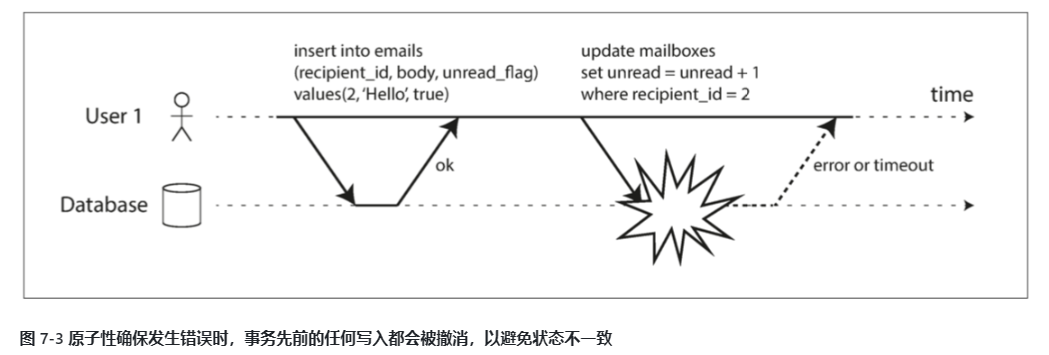 insert into emails
(recipient_id, body, unread_flag)
values(2, ‘Hello’, true)
update mailboxes
set unread = unread + 1
where recipient_id = 2
time
User 1
ok
error or timeout
Database
图 7-3 原子性确保发生错误时，事务先前的任何写入都会被撤消，以避免状态不一致